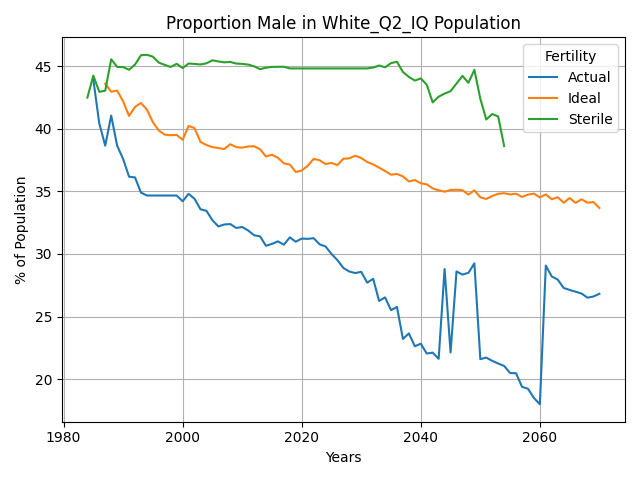 Proportion Male in White_Q2_IQ Population
% of Population
45
40
35
30
25
20
1980
2000
2020
2040
2060
Years
Fertility
Actual
Ideal
Sterile